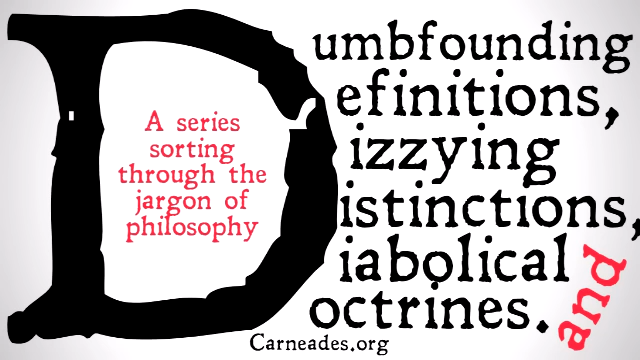 D
umbfounding
efinitions,
izzying
istinctions,
iabolical
and
octrines.
A series
sorting
through the
jargon of
philosophy
Carneades.org